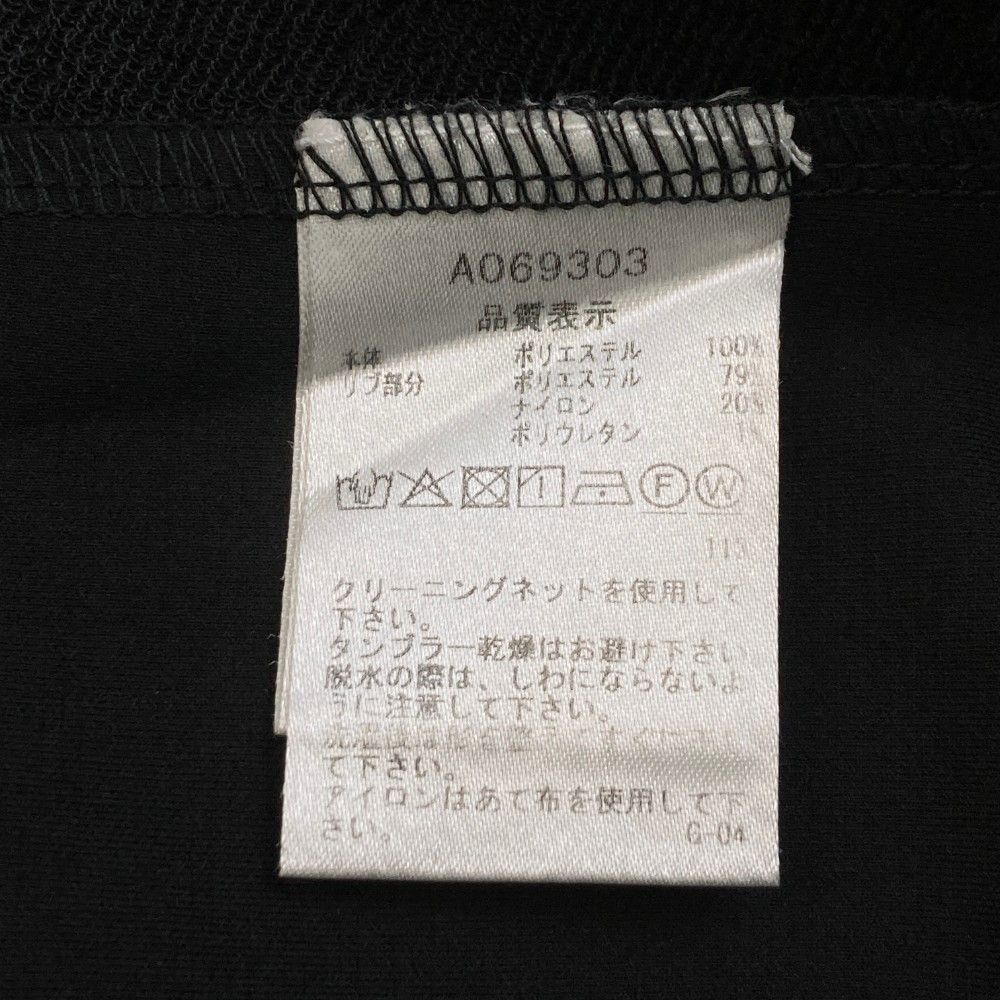 A069303
品質表示
本体 ポリエステル 100%
リブ部分 ポリエステル 79%
ナイロン 20%
ポリウレタン 1%
F W
クリーニングネットを使用して
下さい。
タンブラー乾燥はお避け下さい
脱水の際は、しわにならないよ
うに注意して下さい。
て下さい。
アイロンはあて布を使用して下
さい。
G-04